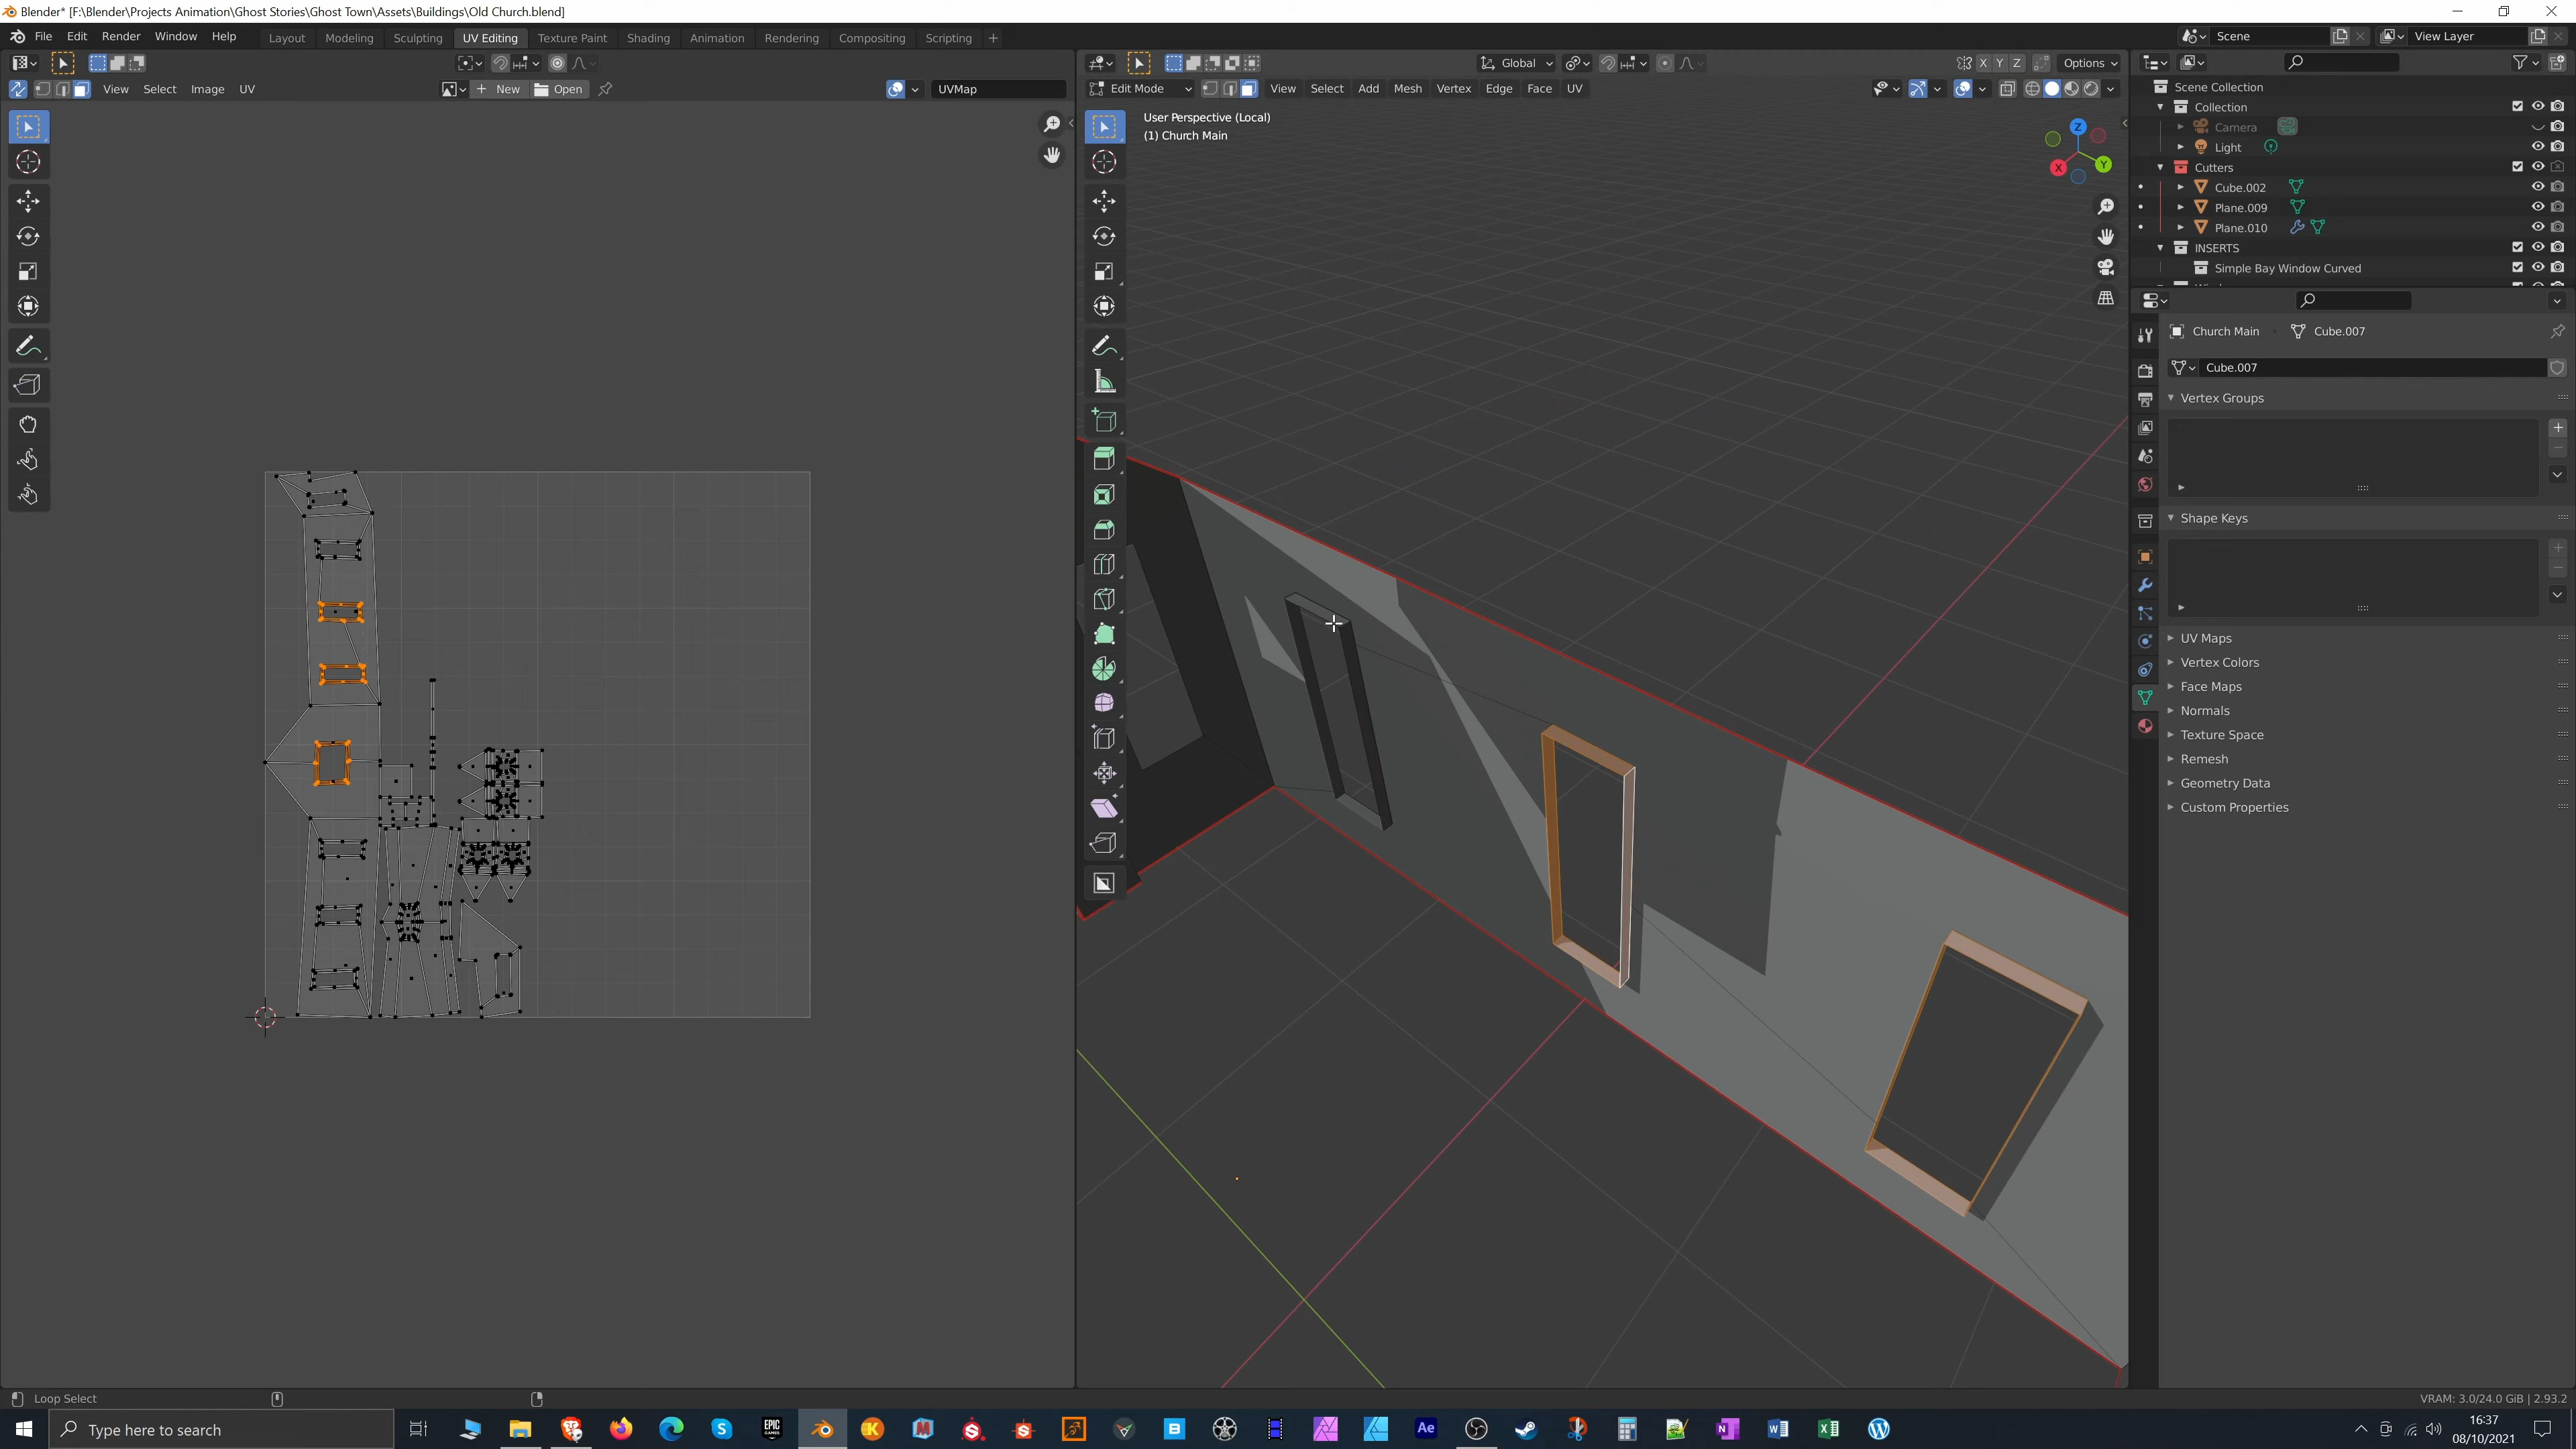 Blender* [F:\Blender\Projects Animation\Ghost Stories\Ghost Town\Assets\Buildings\Old Church.blend]
File Edit Render Window Help Layout Modeling Sculpting UV Editing Texture Paint Shading Animation Rendering Compositing Scripting + Scene View Layer
Global X Y Z Options
View Select Image UV New Open UVMap
Edit Mode View Select Add Mesh Vertex Edge Face UV
User Perspective (Local)
(1) Church Main
Z
Y
X
Scene Collection
Collection
Camera
Light
Cutters
Cube.002
Plane.009
Plane.010
INSERTS
Simple Bay Window Curved
Church Main Cube.007
Cube.007
Vertex Groups
Shape Keys
UV Maps
Vertex Colors
Face Maps
Normals
Texture Space
Remesh
Geometry Data
Custom Properties
Loop Select
VRAM: 3.0/24.0 GiB | 2.93.2
Type here to search
EPIC GAMES
Ae
16:37
08/10/2021